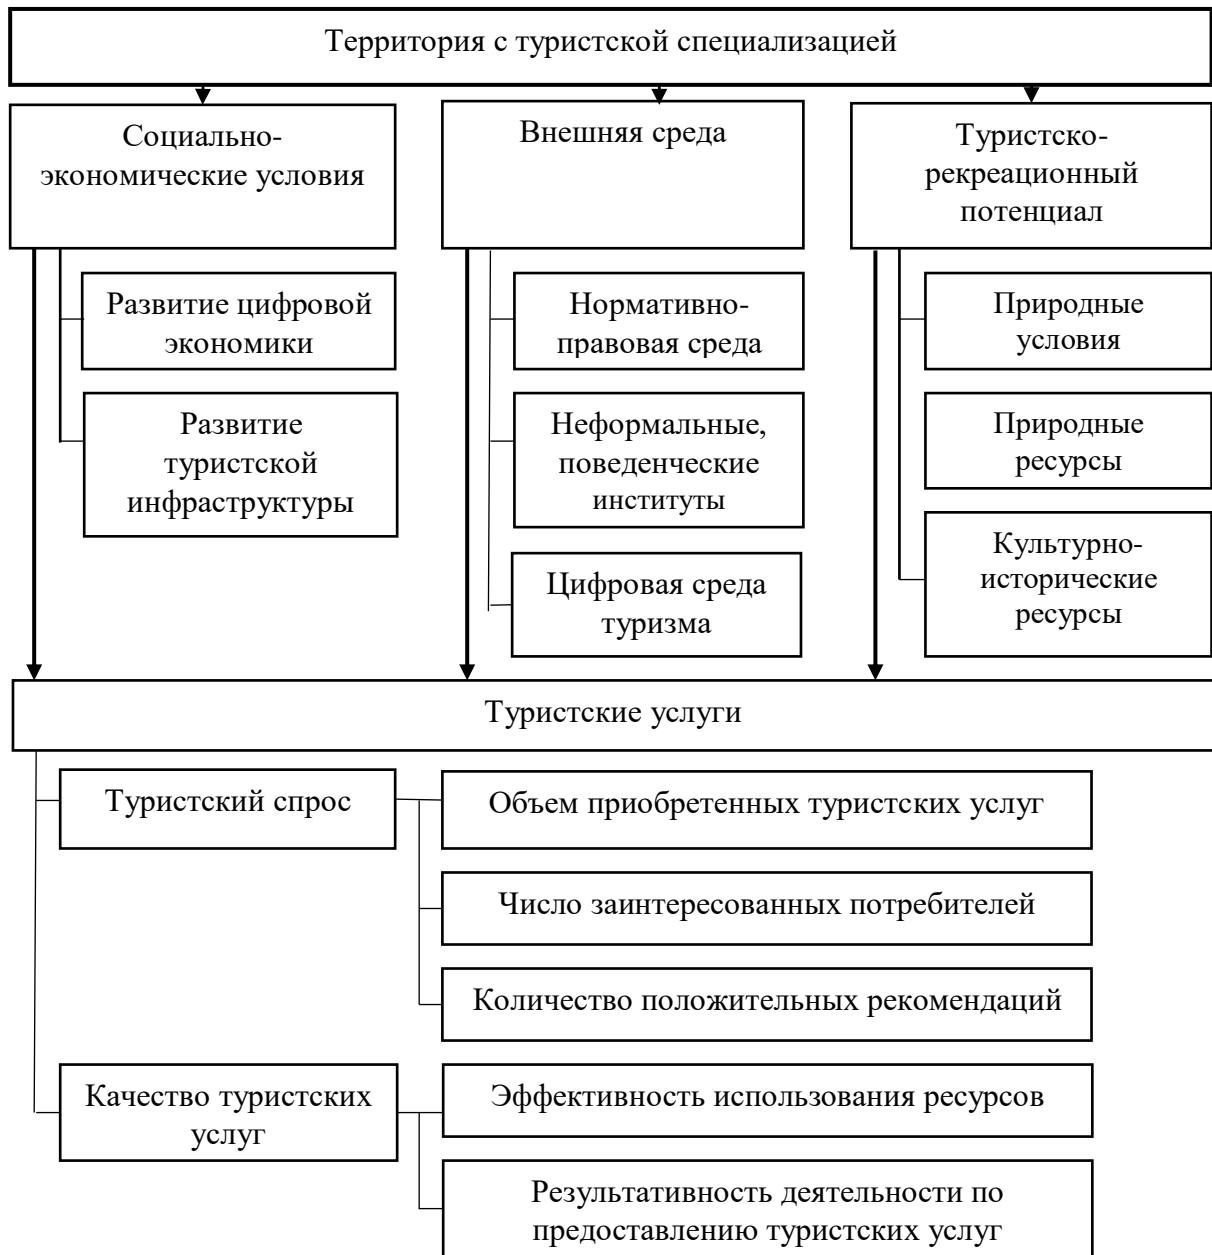 Территория с туристской специализацией
Социально-
экономические условия
Внешняя среда
Туристско-
рекреационный
потенциал
Развитие цифровой
экономики
Нормативно-
правовая среда
Природные
условия
Развитие
туристской
инфраструктуры
Неформальные,
поведенческие
институты
Природные
ресурсы
Цифровая среда
туризма
Культурно-
исторические
ресурсы
Туристские услуги
Туристский спрос
Объем приобретенных туристских услуг
Число заинтересованных потребителей
Количество положительных рекомендаций
Качество туристских
услуг
Эффективность использования ресурсов
Результативность деятельности по
предоставлению туристских услуг